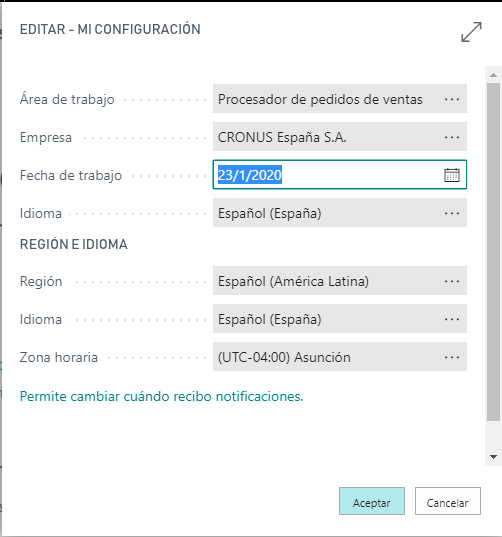 EDITAR - MI CONFIGURACIÓN
Área de trabajo Procesador de pedidos de ventas
Empresa CRONUS España S.A.
Fecha de trabajo 23/1/2020
Idioma Español (España)
REGIÓN E IDIOMA
Región Español (América Latina)
Idioma Español (España)
Zona horaria (UTC-04:00) Asunción
Permite cambiar cuándo recibo notificaciones.
Aceptar Cancelar